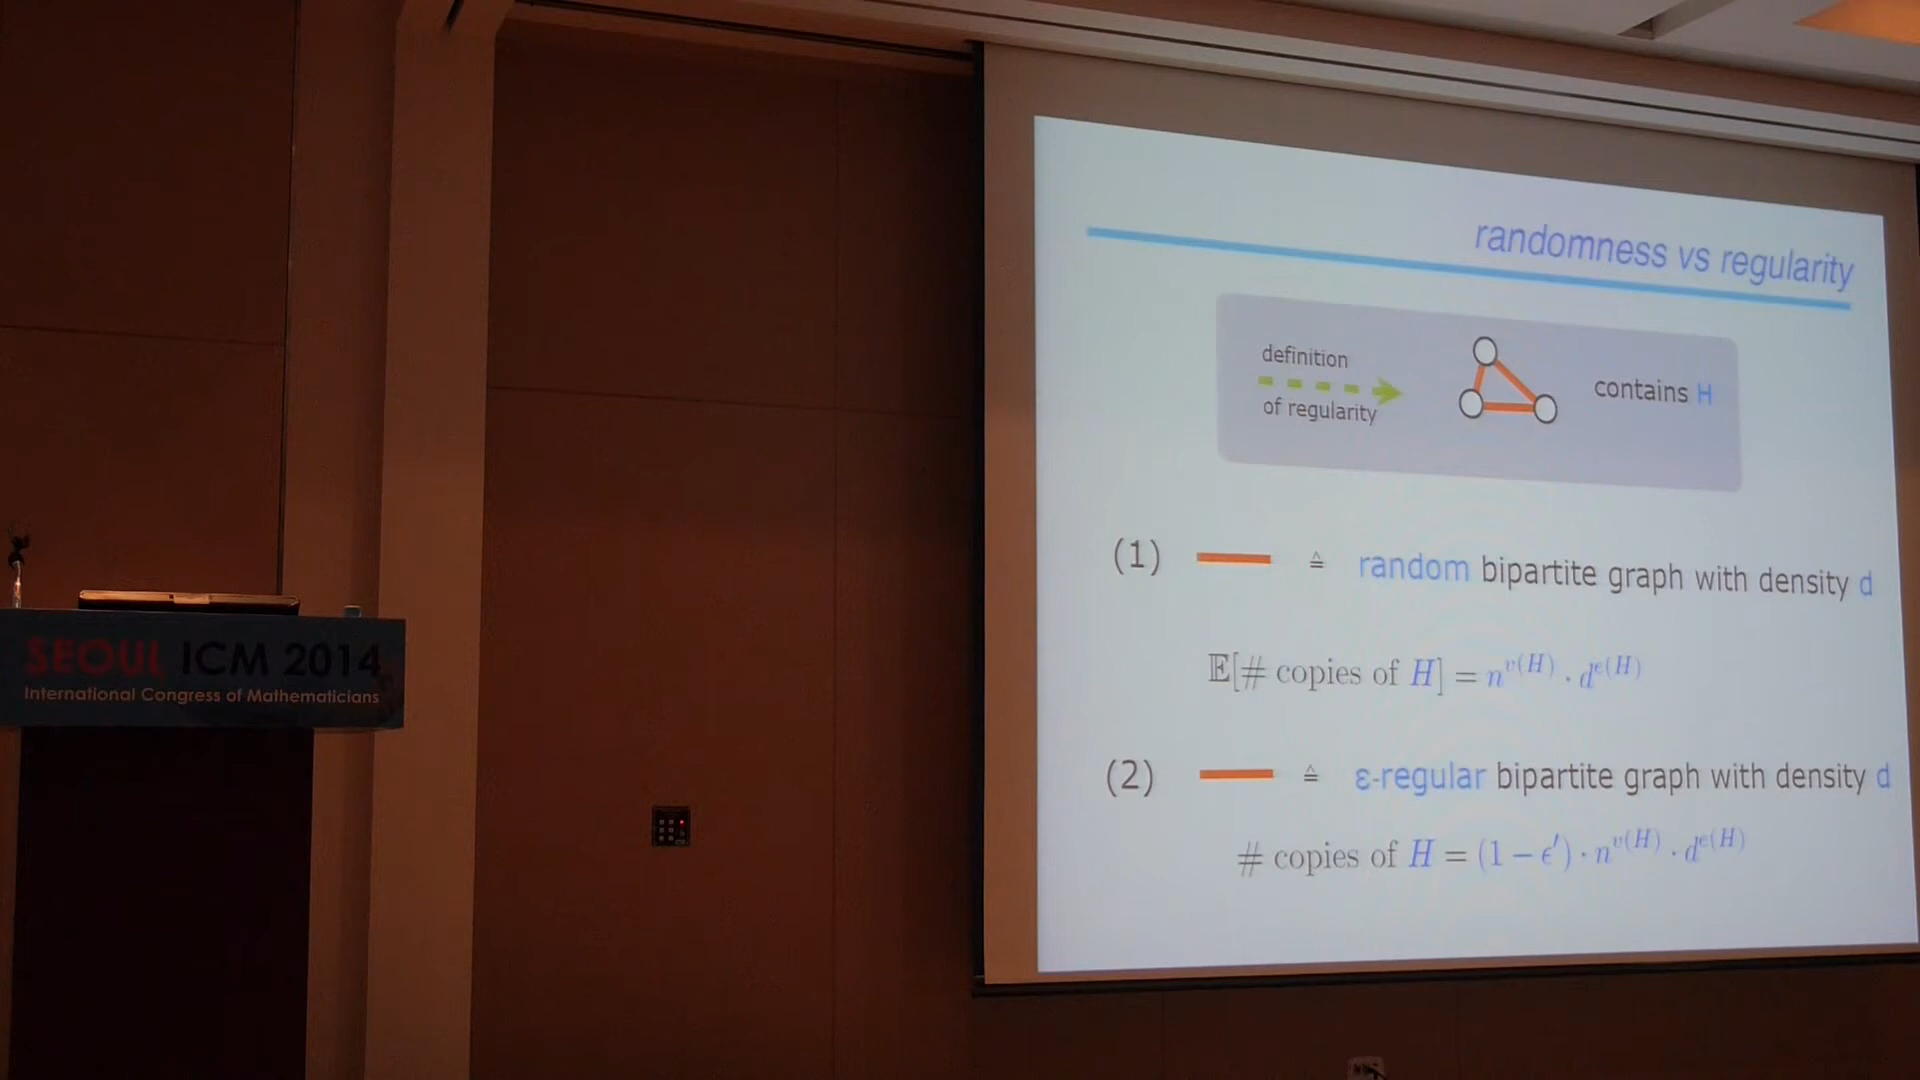 SEOUL ICM 2014
International Congress of Mathematicians
randomness vs regularity
definition
of regularity
contains H
(1) ≙ random bipartite graph with density d
𝔼[# copies of H] = n^{v(H)} · d^{e(H)}
(2) ≙ ε-regular bipartite graph with density d
# copies of H = (1 − ϵ′) · n^{v(H)} · d^{e(H)}